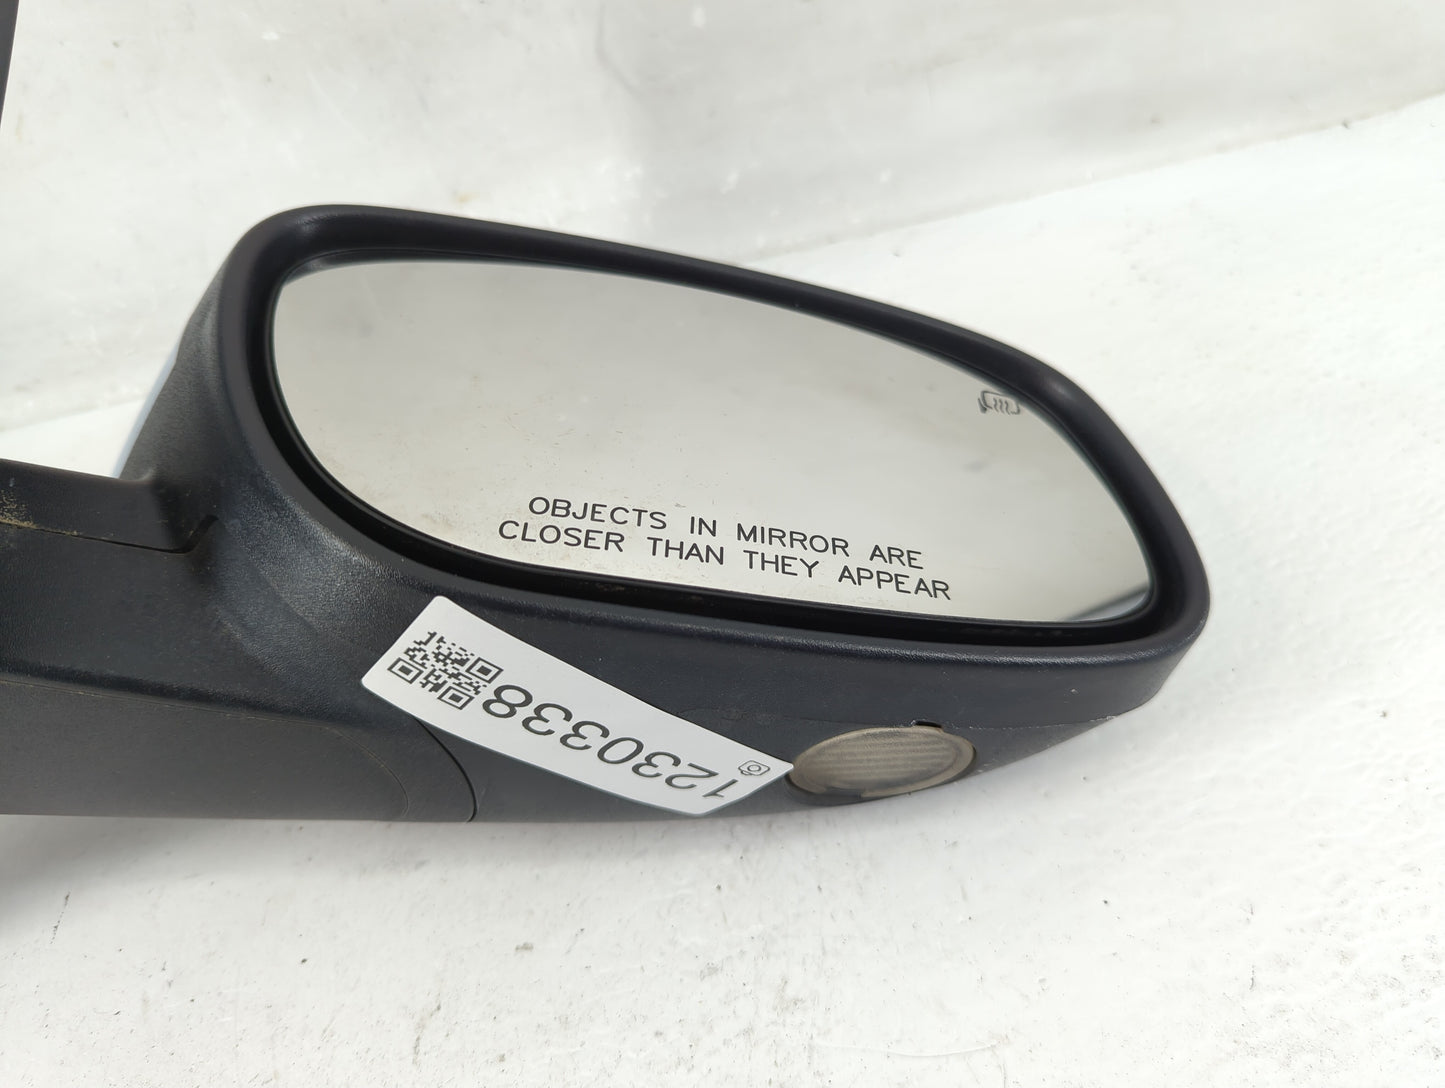 OBJECTS IN MIRROR ARE
CLOSER THAN THEY APPEAR
1230338